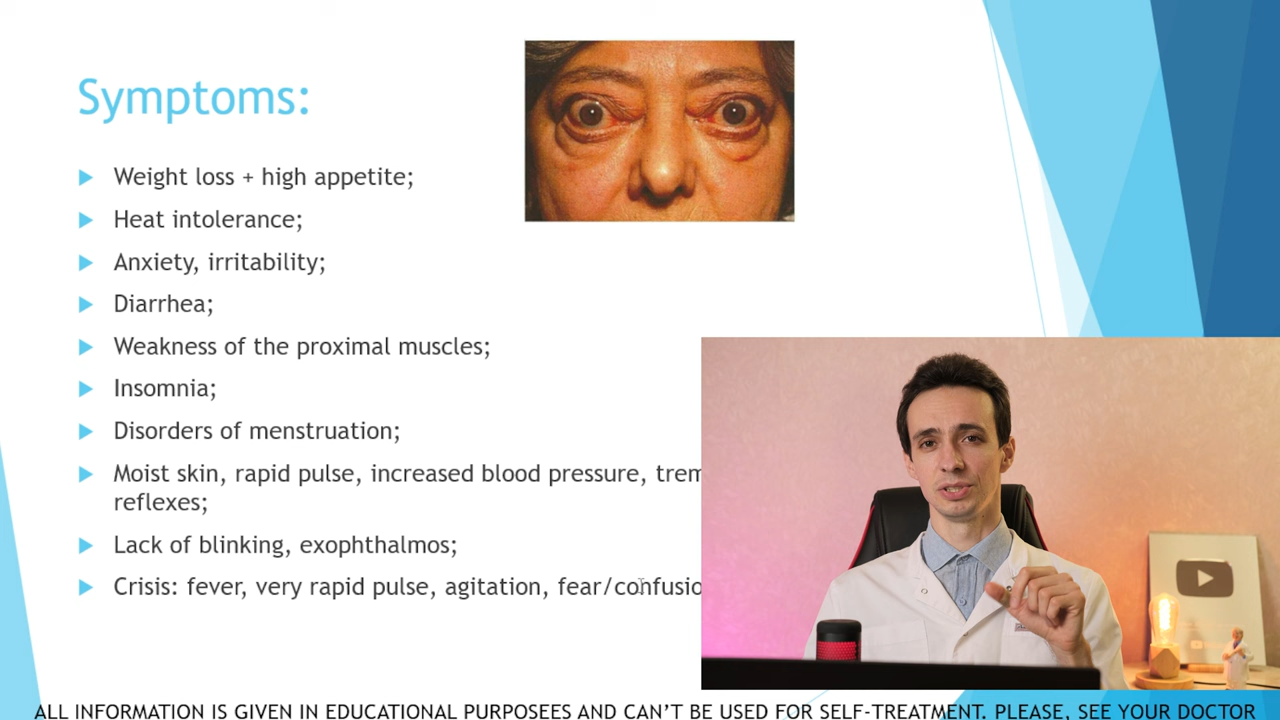 Symptoms:
Weight loss + high appetite;
Heat intolerance;
Anxiety, irritability;
Diarrhea;
Weakness of the proximal muscles;
Insomnia;
Disorders of menstruation;
Moist skin, rapid pulse, increased blood pressure, trem
reflexes;
Lack of blinking, exophthalmos;
Crisis: fever, very rapid pulse, agitation, fear/confusio
ALL INFORMATION IS GIVEN IN EDUCATIONAL PURPOSEES AND CAN'T BE USED FOR SELF-TREATMENT. PLEASE, SEE YOUR DOCTOR